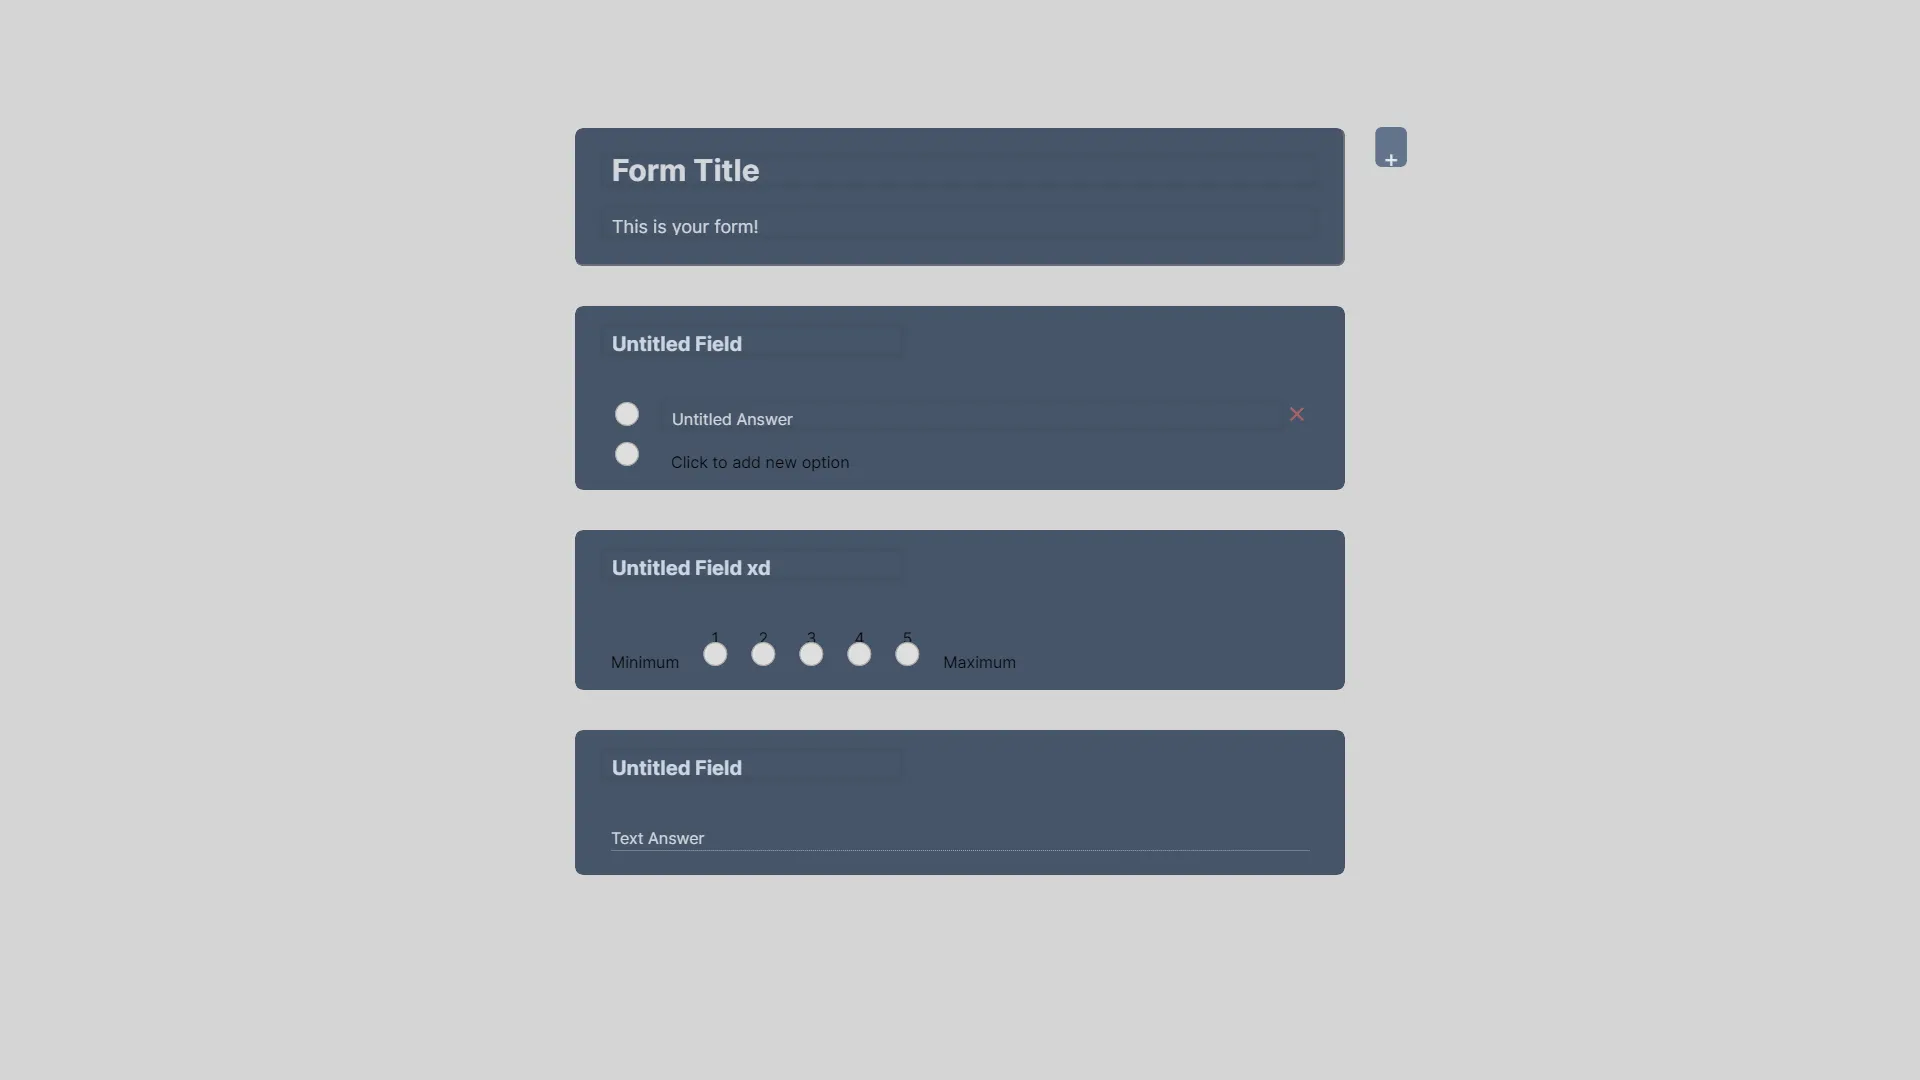 Form Title
+
This is your form!
Untitled Field
Untitled Answer
Click to add new option
Untitled Field xd
1 2 3 4 5
Minimum Maximum
Untitled Field
Text Answer